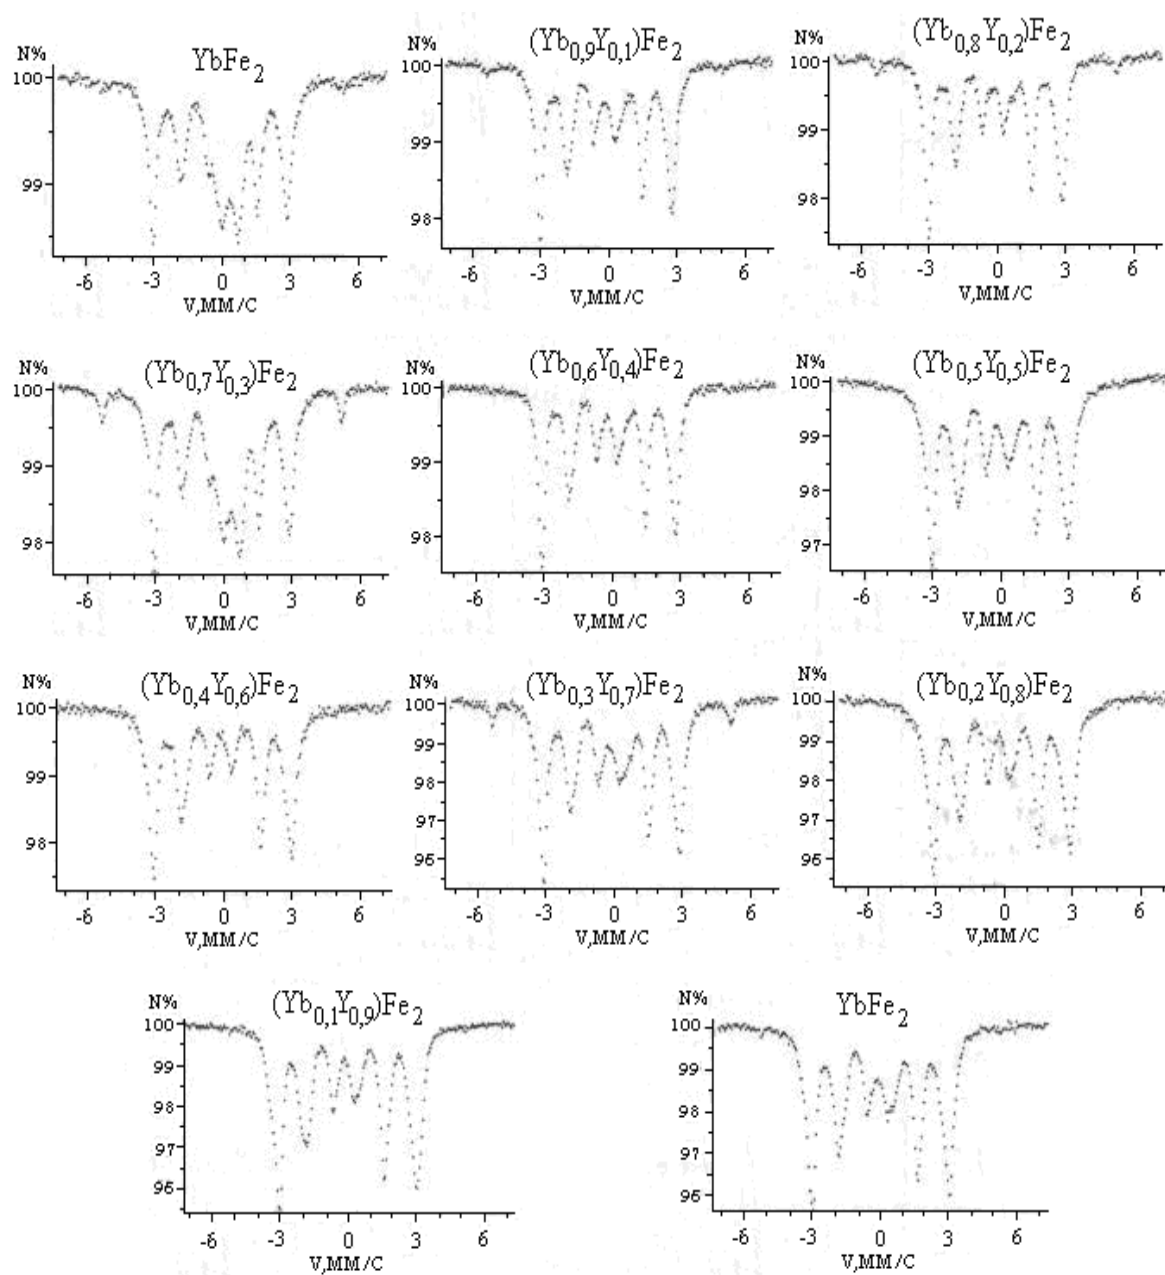 YbFe2 (Yb0,9Y0,1)Fe2 (Yb0,8Y0,2)Fe2
N% N% N%
100 100 100
99 99 99
98 98
-6 -3 0 3 6 -6 -3 0 3 6 -6 -3 0 3 6
V,MM/C V,MM/C V,MM/C
(Yb0,7Y0,3)Fe2 (Yb0,6Y0,4)Fe2 (Yb0,5Y0,5)Fe2
N% N% N%
100 100 100
99 99 99
98 98 98
97
-6 -3 0 3 6 -6 -3 0 3 6 -6 -3 0 3 6
V,MM/C V,MM/C V,MM/C
(Yb0,4Y0,6)Fe2 (Yb0,3Y0,7)Fe2 (Yb0,2Y0,8)Fe2
N% N% N%
100 100 100
99 99 99
98 98 98
97 97
96 96
-6 -3 0 3 6 -6 -3 0 3 6 -6 -3 0 3 6
V,MM/C V,MM/C V,MM/C
(Yb0,1Y0,9)Fe2 YbFe2
N% N%
100 100
99 99
98 98
97 97
96 96
-6 -3 0 3 6 -6 -3 0 3 6
V,MM/C V,MM/C